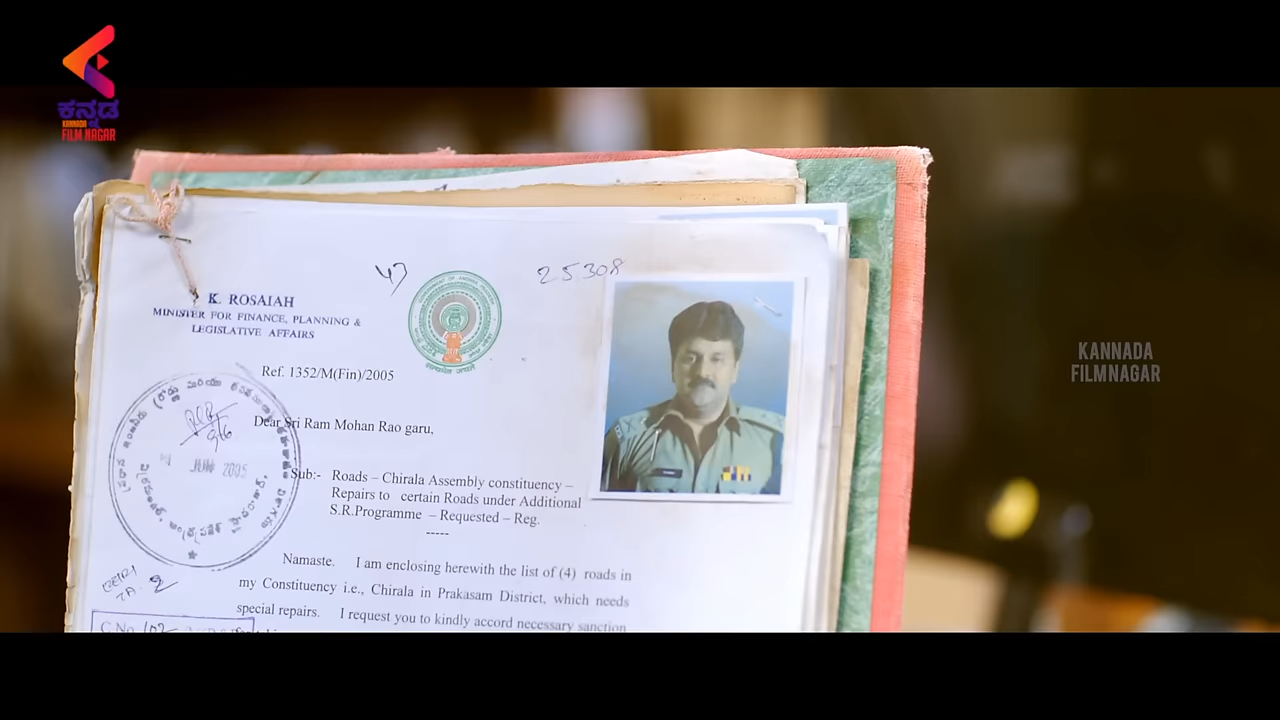 ಕನ್ನಡ
KANNADA
FILM NAGAR
47
25308
K. ROSAIAH
MINISTER FOR FINANCE, PLANNING &
LEGISLATIVE AFFAIRS
Ref. 1352/M(Fin)/2005
Dear Sri Ram Mohan Rao garu,
JUN 2005
Sub:- Roads – Chirala Assembly constituency –
Repairs to certain Roads under Additional
S.R.Programme – Requested – Reg.
-----
Namaste. I am enclosing herewith the list of (4) roads in
my Constituency i.e., Chirala in Prakasam District, which needs
special repairs. I request you to kindly accord necessary sanction
C.No.
KANNADA
FILMNAGAR